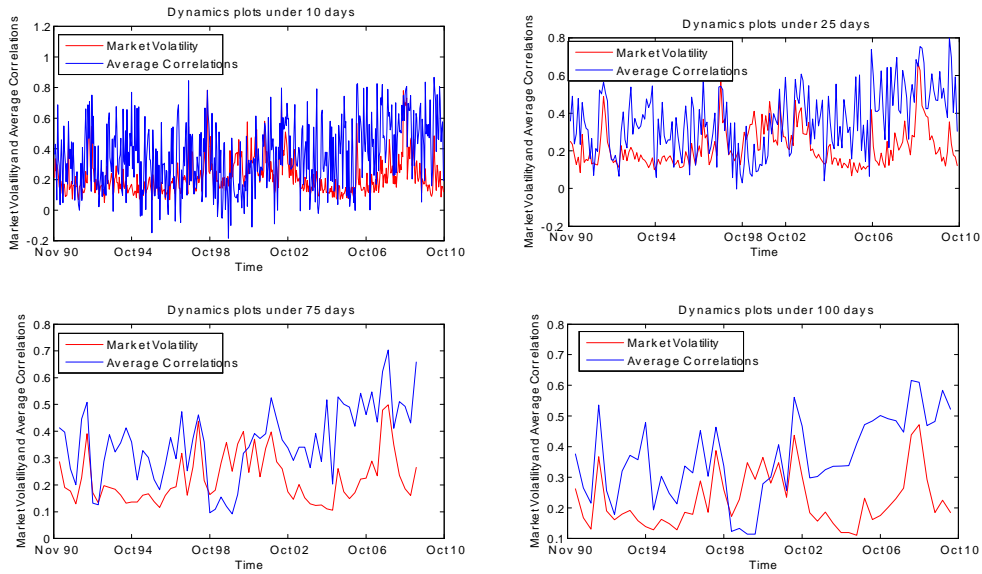 Dynamics plots under 10 days
Market Volatility and Average Correlations
1.2
1
0.8
0.6
0.4
0.2
0
-0.2
Market Volatility
Average Correlations
Nov 90
Oct94
Oct98
Oct02
Oct06
Oct10
Time
Dynamics plots under 25 days
Market Volatility and Average Correlations
0.8
0.6
0.4
0.2
0
-0.2
Market Volatility
Average Correlations
Nov 90
Oct94
Oct98
Oct02
Oct06
Oct10
Time
Dynamics plots under 75 days
Market Volatility and Average Correlations
0.8
0.7
0.6
0.5
0.4
0.3
0.2
0.1
0
Market Volatility
Average Correlations
Nov 90
Oct94
Oct98
Oct02
Oct06
Oct10
Time
Dynamics plots under 100 days
Market Volatility and Average Correlations
0.8
0.7
0.6
0.5
0.4
0.3
0.2
0.1
Market Volatility
Average Correlations
Nov 90
Oct94
Oct98
Oct02
Oct06
Oct10
Time